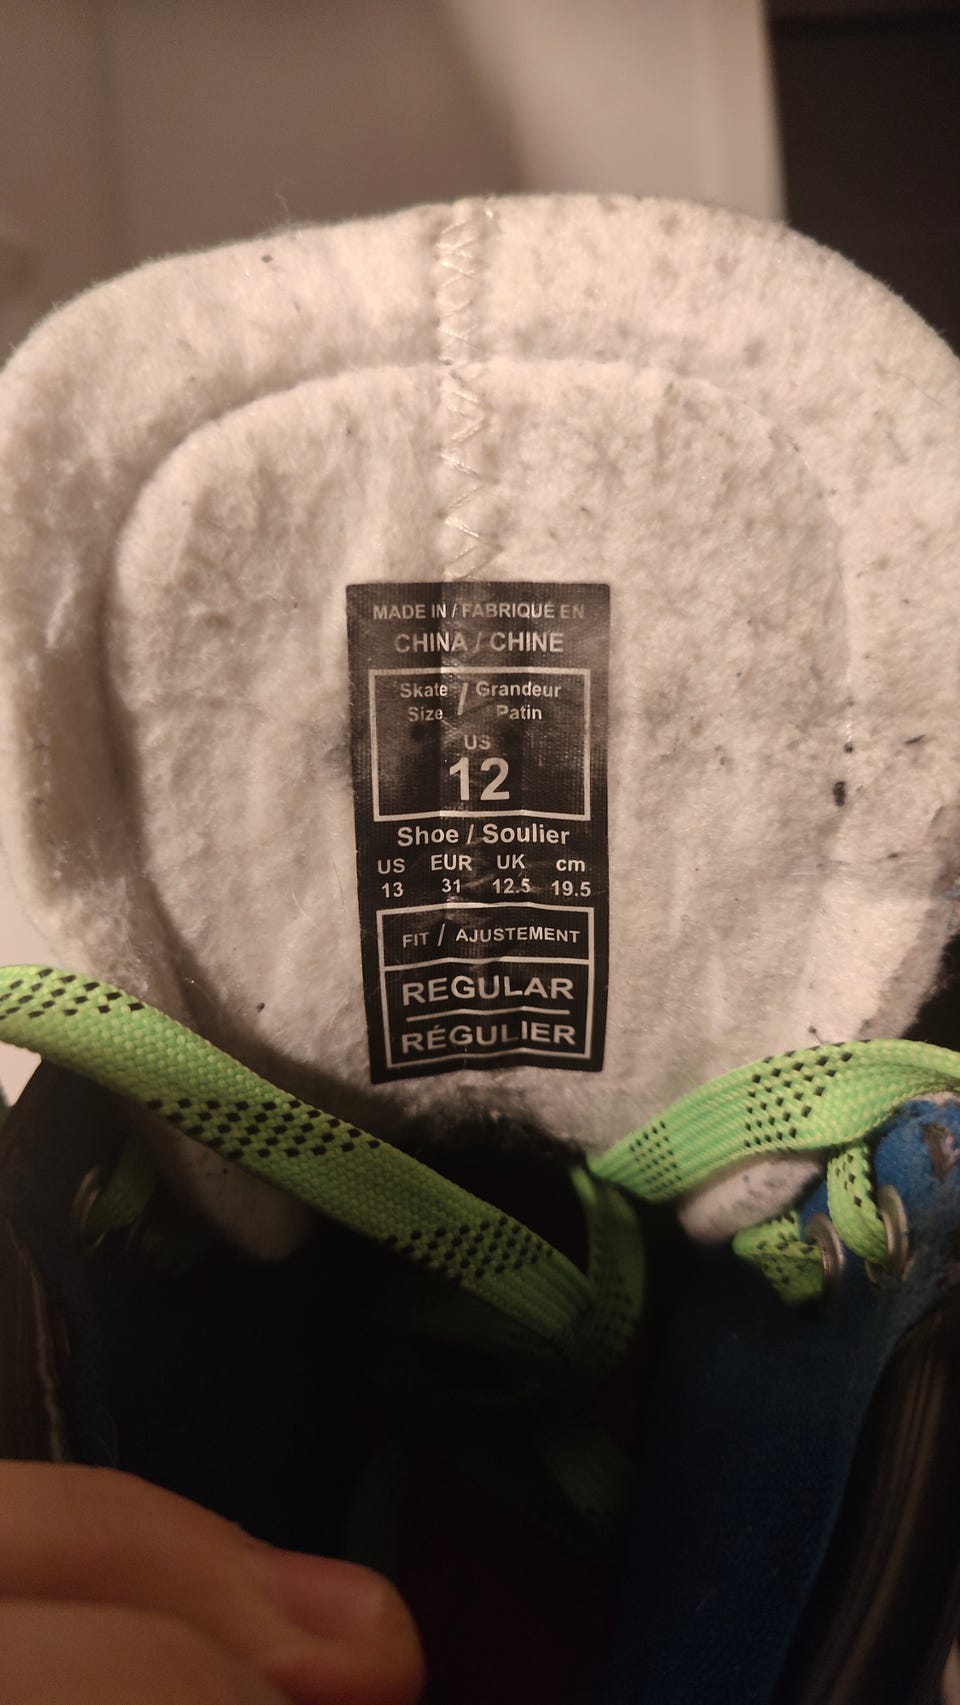 MADE IN / FABRIQUÉ EN
CHINA / CHINE
Skate / Grandeur
Size Patin
US
12
Shoe / Soulier
US EUR UK cm
13 31 12.5 19.5
FIT / AJUSTEMENT
REGULAR
RÉGULIER